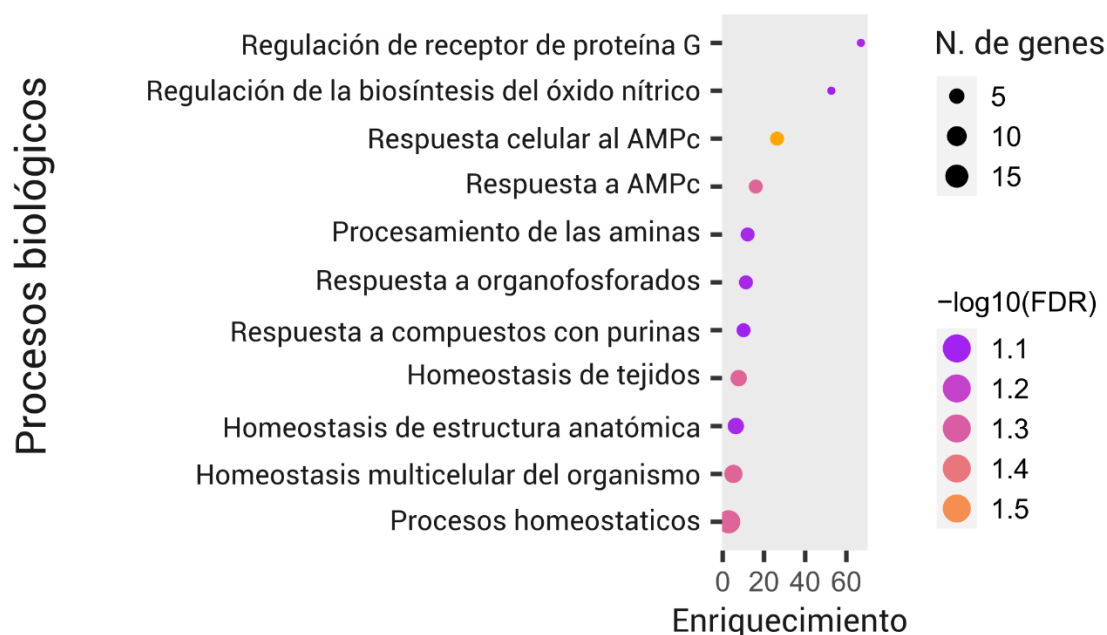 Procesos biológicos
Regulación de receptor de proteína G
Regulación de la biosíntesis del óxido nítrico
Respuesta celular al AMPc
Respuesta a AMPc
Procesamiento de las aminas
Respuesta a organofosforados
Respuesta a compuestos con purinas
Homeostasis de tejidos
Homeostasis de estructura anatómica
Homeostasis multicelular del organismo
Procesos homeostaticos
0 20 40 60
Enriquecimiento
N. de genes
5
10
15
−log10(FDR)
1.1
1.2
1.3
1.4
1.5